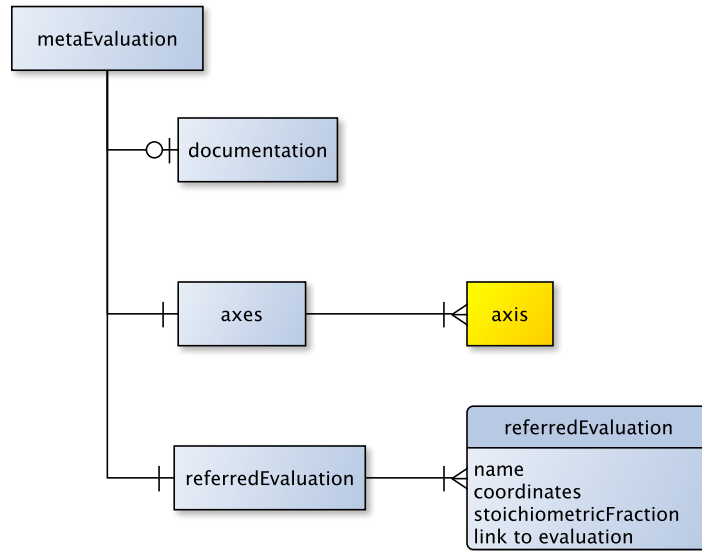 metaEvaluation
documentation
axes
axis
referredEvaluation
referredEvaluation
name
coordinates
stoichiometricFraction
link to evaluation